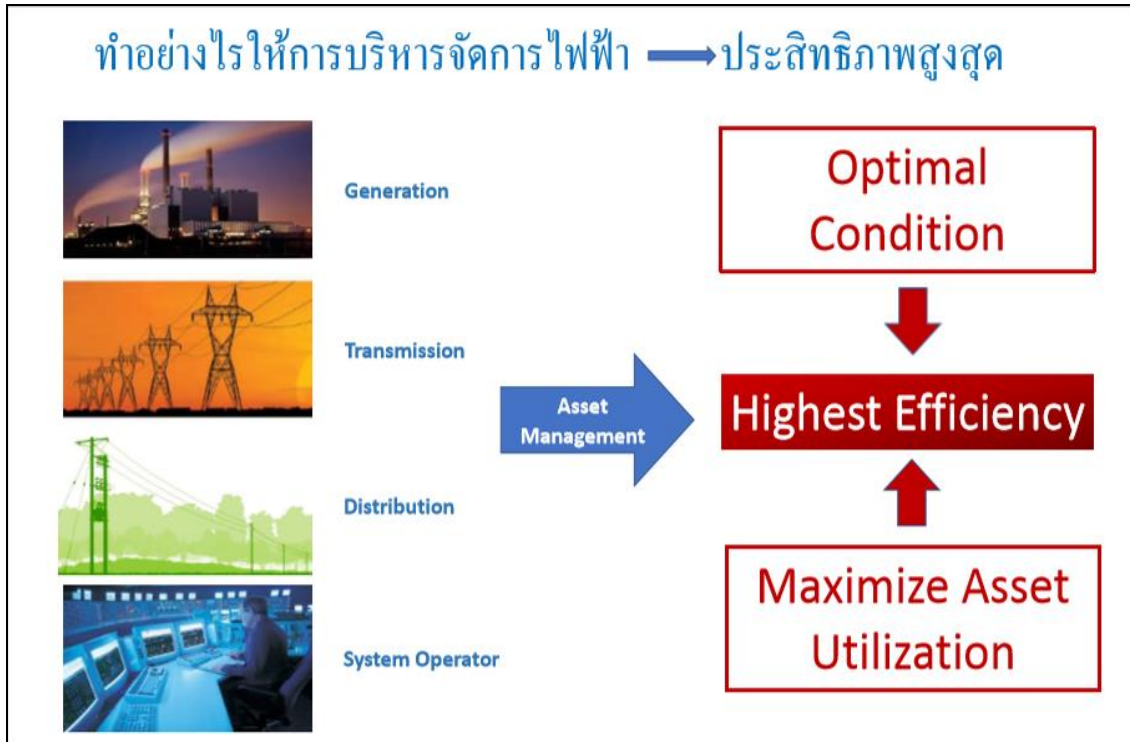 ทำอย่างไรให้การบริหารจัดการไฟฟ้า ประสิทธิภาพสูงสุด
Generation
Transmission
Distribution
System Operator
Asset
Management
Optimal
Condition
Highest Efficiency
Maximize Asset
Utilization